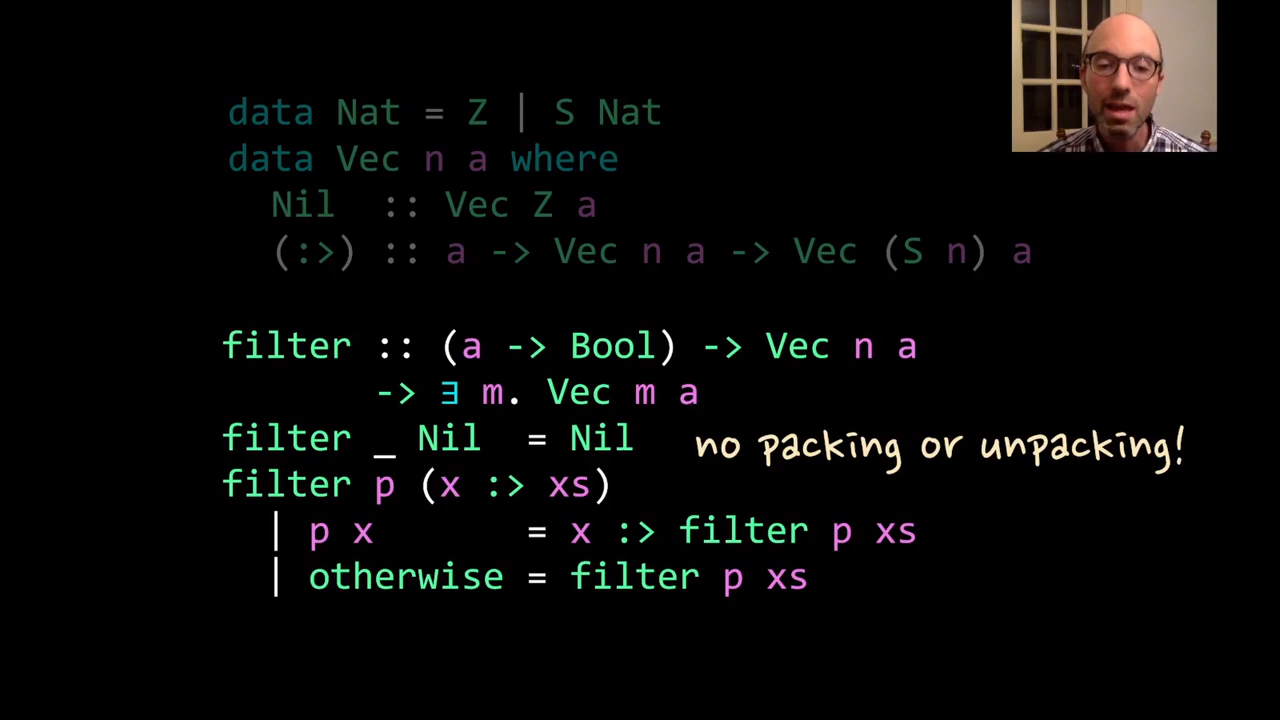 data Nat = Z | S Nat
data Vec n a where
Nil :: Vec Z a
(:>) :: a -> Vec n a -> Vec (S n) a
filter :: (a -> Bool) -> Vec n a
-> ∃ m. Vec m a
filter _ Nil = Nil
no packing or unpacking!
filter p (x :> xs)
| p x = x :> filter p xs
| otherwise = filter p xs